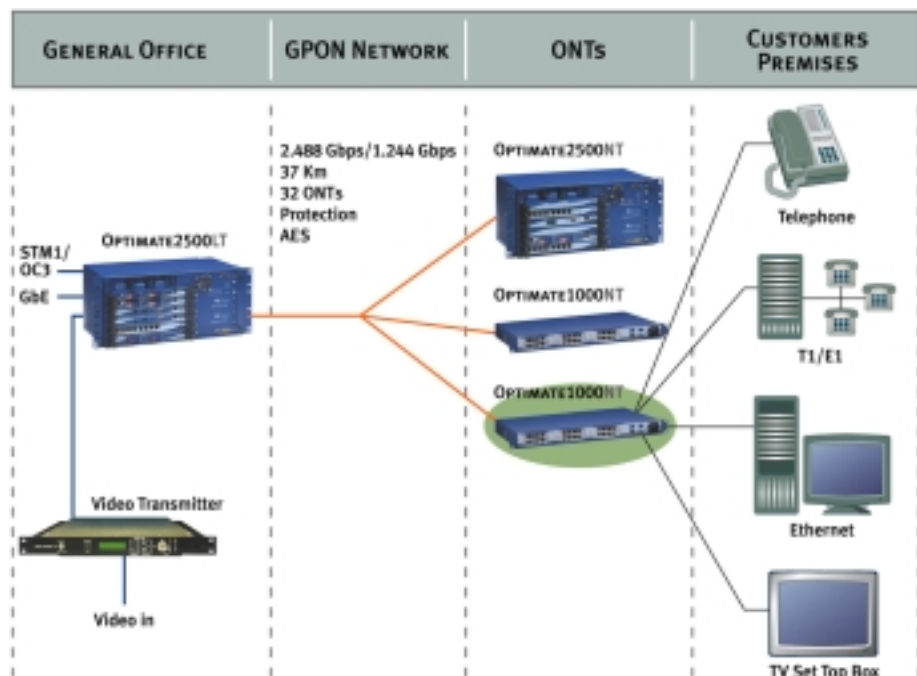 GENERAL OFFICE
GPON NETWORK
ONTs
CUSTOMERS
PREMISES
2.488 Gbps/1.244 Gbps
37 Km
32 ONTs
Protection
AES
OPTIMATE2500NT
Telephone
OPTIMATE2500LT
STM1/
OC3
GbE
OPTIMATE1000NT
T1/E1
OPTIMATE1000NT
Video Transmitter
Ethernet
Video in
TV Set Top Box